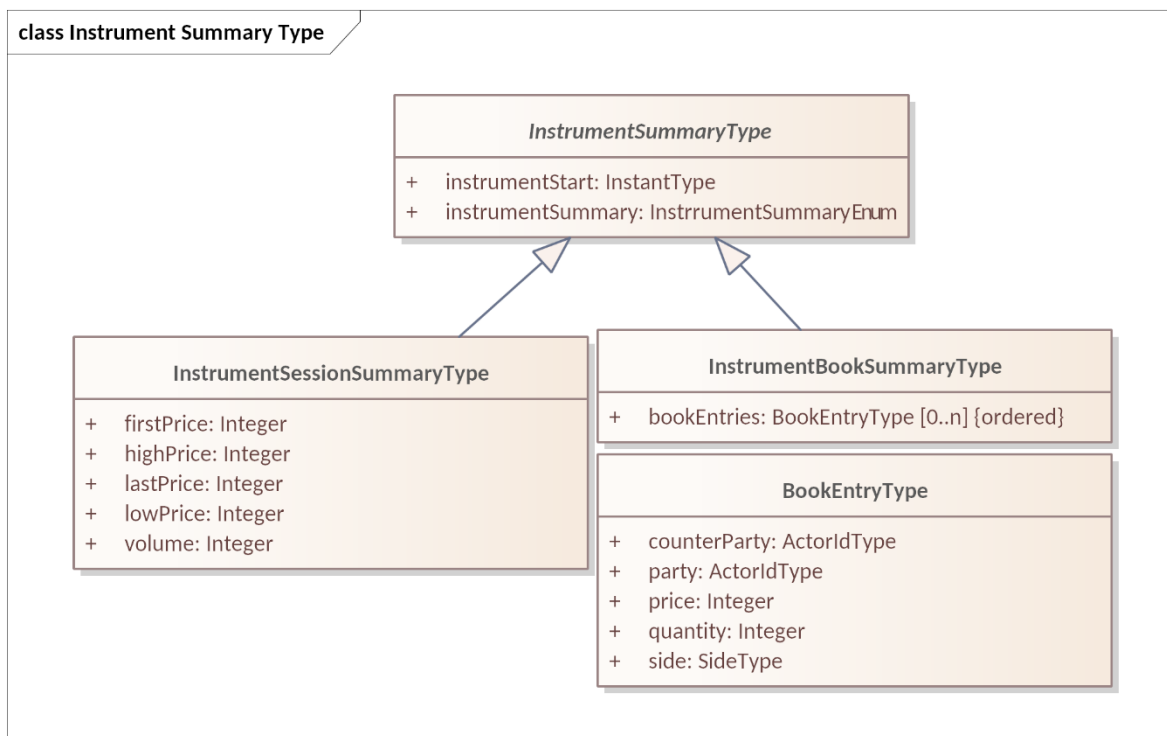 class Instrument Summary Type
InstrumentSummaryType
+ instrumentStart: InstantType
+ instrumentSummary: InstrrumentSummaryEnum
InstrumentSessionSummaryType
+ firstPrice: Integer
+ highPrice: Integer
+ lastPrice: Integer
+ lowPrice: Integer
+ volume: Integer
InstrumentBookSummaryType
+ bookEntries: BookEntryType [0..n] {ordered}
BookEntryType
+ counterParty: ActorIdType
+ party: ActorIdType
+ price: Integer
+ quantity: Integer
+ side: SideType